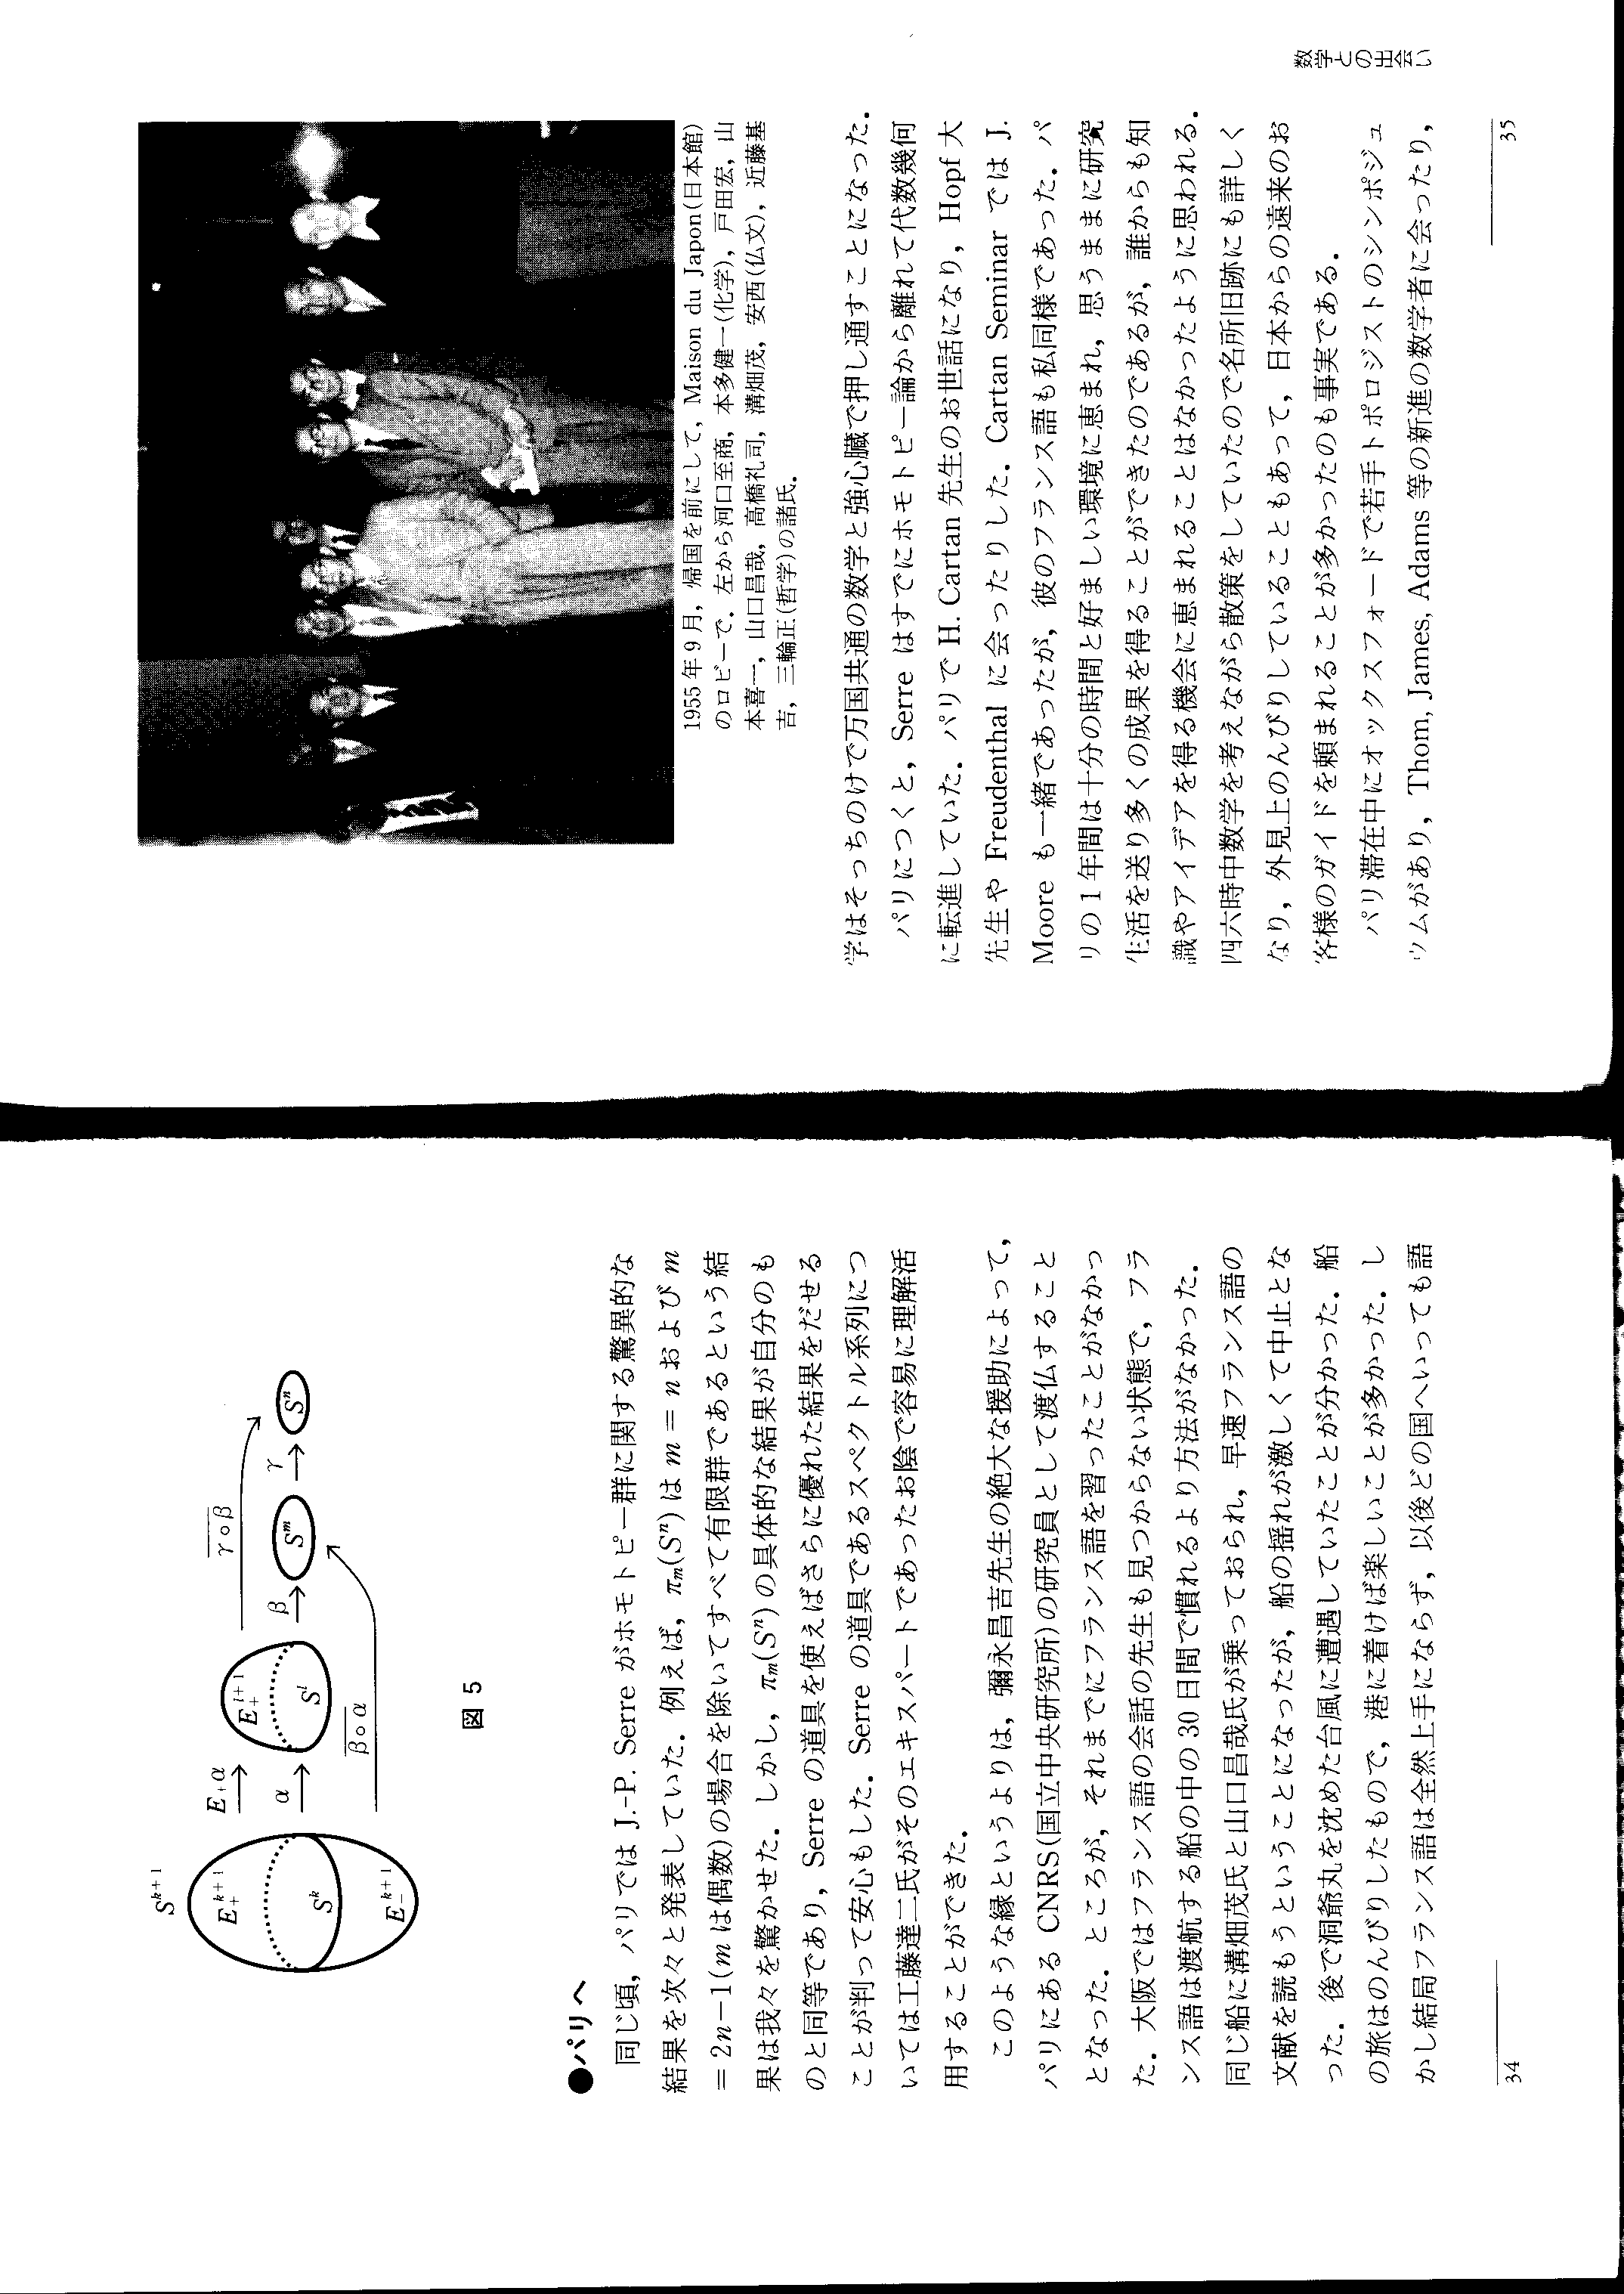 S^{k+1}
E_+^{k+1}
S^k
E_-^{k+1}
E_+α
α
E_+^{l+1}
S^l
β∘α
β
γ∘β
S^m
γ
S^n
図 5
●パリへ
同じ頃，パリでは J.-P. Serre がホモトピー群に関する驚異的な
結果を次々と発表していた．例えば，π_m(S^n) は m = n および m
= 2n−1(m は偶数)の場合を除いてすべて有限群であるという結
果は我々を驚かせた．しかし，π_m(S^n) の具体的な結果が自分のも
のと同等であり，Serre の道具を使えばさらに優れた結果をだせる
ことが判って安心もした．Serre の道具であるスペクトル系列につ
いては工藤達二氏がそのエキスパートであったお陰で容易に理解活
用することができた．
このような縁というよりは，彌永昌吉先生の絶大な援助によって，
パリにある CNRS(国立中央研究所)の研究員として渡仏すること
となった．ところが，それまでにフランス語を習ったことがなかっ
た．大阪ではフランス語の会話の先生も見つからない状態で，フラ
ンス語は渡航する船の中の 30 日間で慣れるより方法がなかった．
同じ船に溝畑茂氏と山口昌哉氏が乗っておられ，早速フランス語の
文献を読もうということになったが，船の揺れが激しくて中止とな
った．後で洞爺丸を沈めた台風に遭遇していたことが分かった．船
の旅はのんびりしたもので，港に着けば楽しいことが多かった．し
かし結局フランス語は全然上手にならず，以後どの国へいっても語
34
1955 年 9 月，帰国を前にして，Maison du Japon(日本館)
のロビーで．左から河口至商，本多健一(化学)，戸田宏，山
本喜一，山口昌哉，高橋礼司，溝畑茂，安西(仏文)，近藤基
吉，三輪正(哲学)の諸氏．
学はそっちのけで万国共通の数学と強心臓で押し通すことになった．
パリにつくと，Serre はすでにホモトピー論から離れて代数幾何
に転進していた．パリで H. Cartan 先生のお世話になり，Hopf 大
先生や Freudenthal に会ったりした．Cartan Seminar では J.
Moore も一緒であったが，彼のフランス語も私同様であった．パ
リの 1 年間は十分の時間と好ましい環境に恵まれ，思うままに研究
生活を送り多くの成果を得ることができたのであるが，誰からも知
識やアイデアを得る機会に恵まれることはなかったように思われる．
四六時中数学を考えながら散策をしていたので名所旧跡にも詳しく
なり，外見上のんびりしていることもあって，日本からの遠来のお
客様のガイドを頼まれることが多かったのも事実である．
パリ滞在中にオックスフォードで若手トポロジストのシンポジュ
ウムがあり，Thom, James, Adams 等の新進の数学者に会ったり，
数学との出会い
35